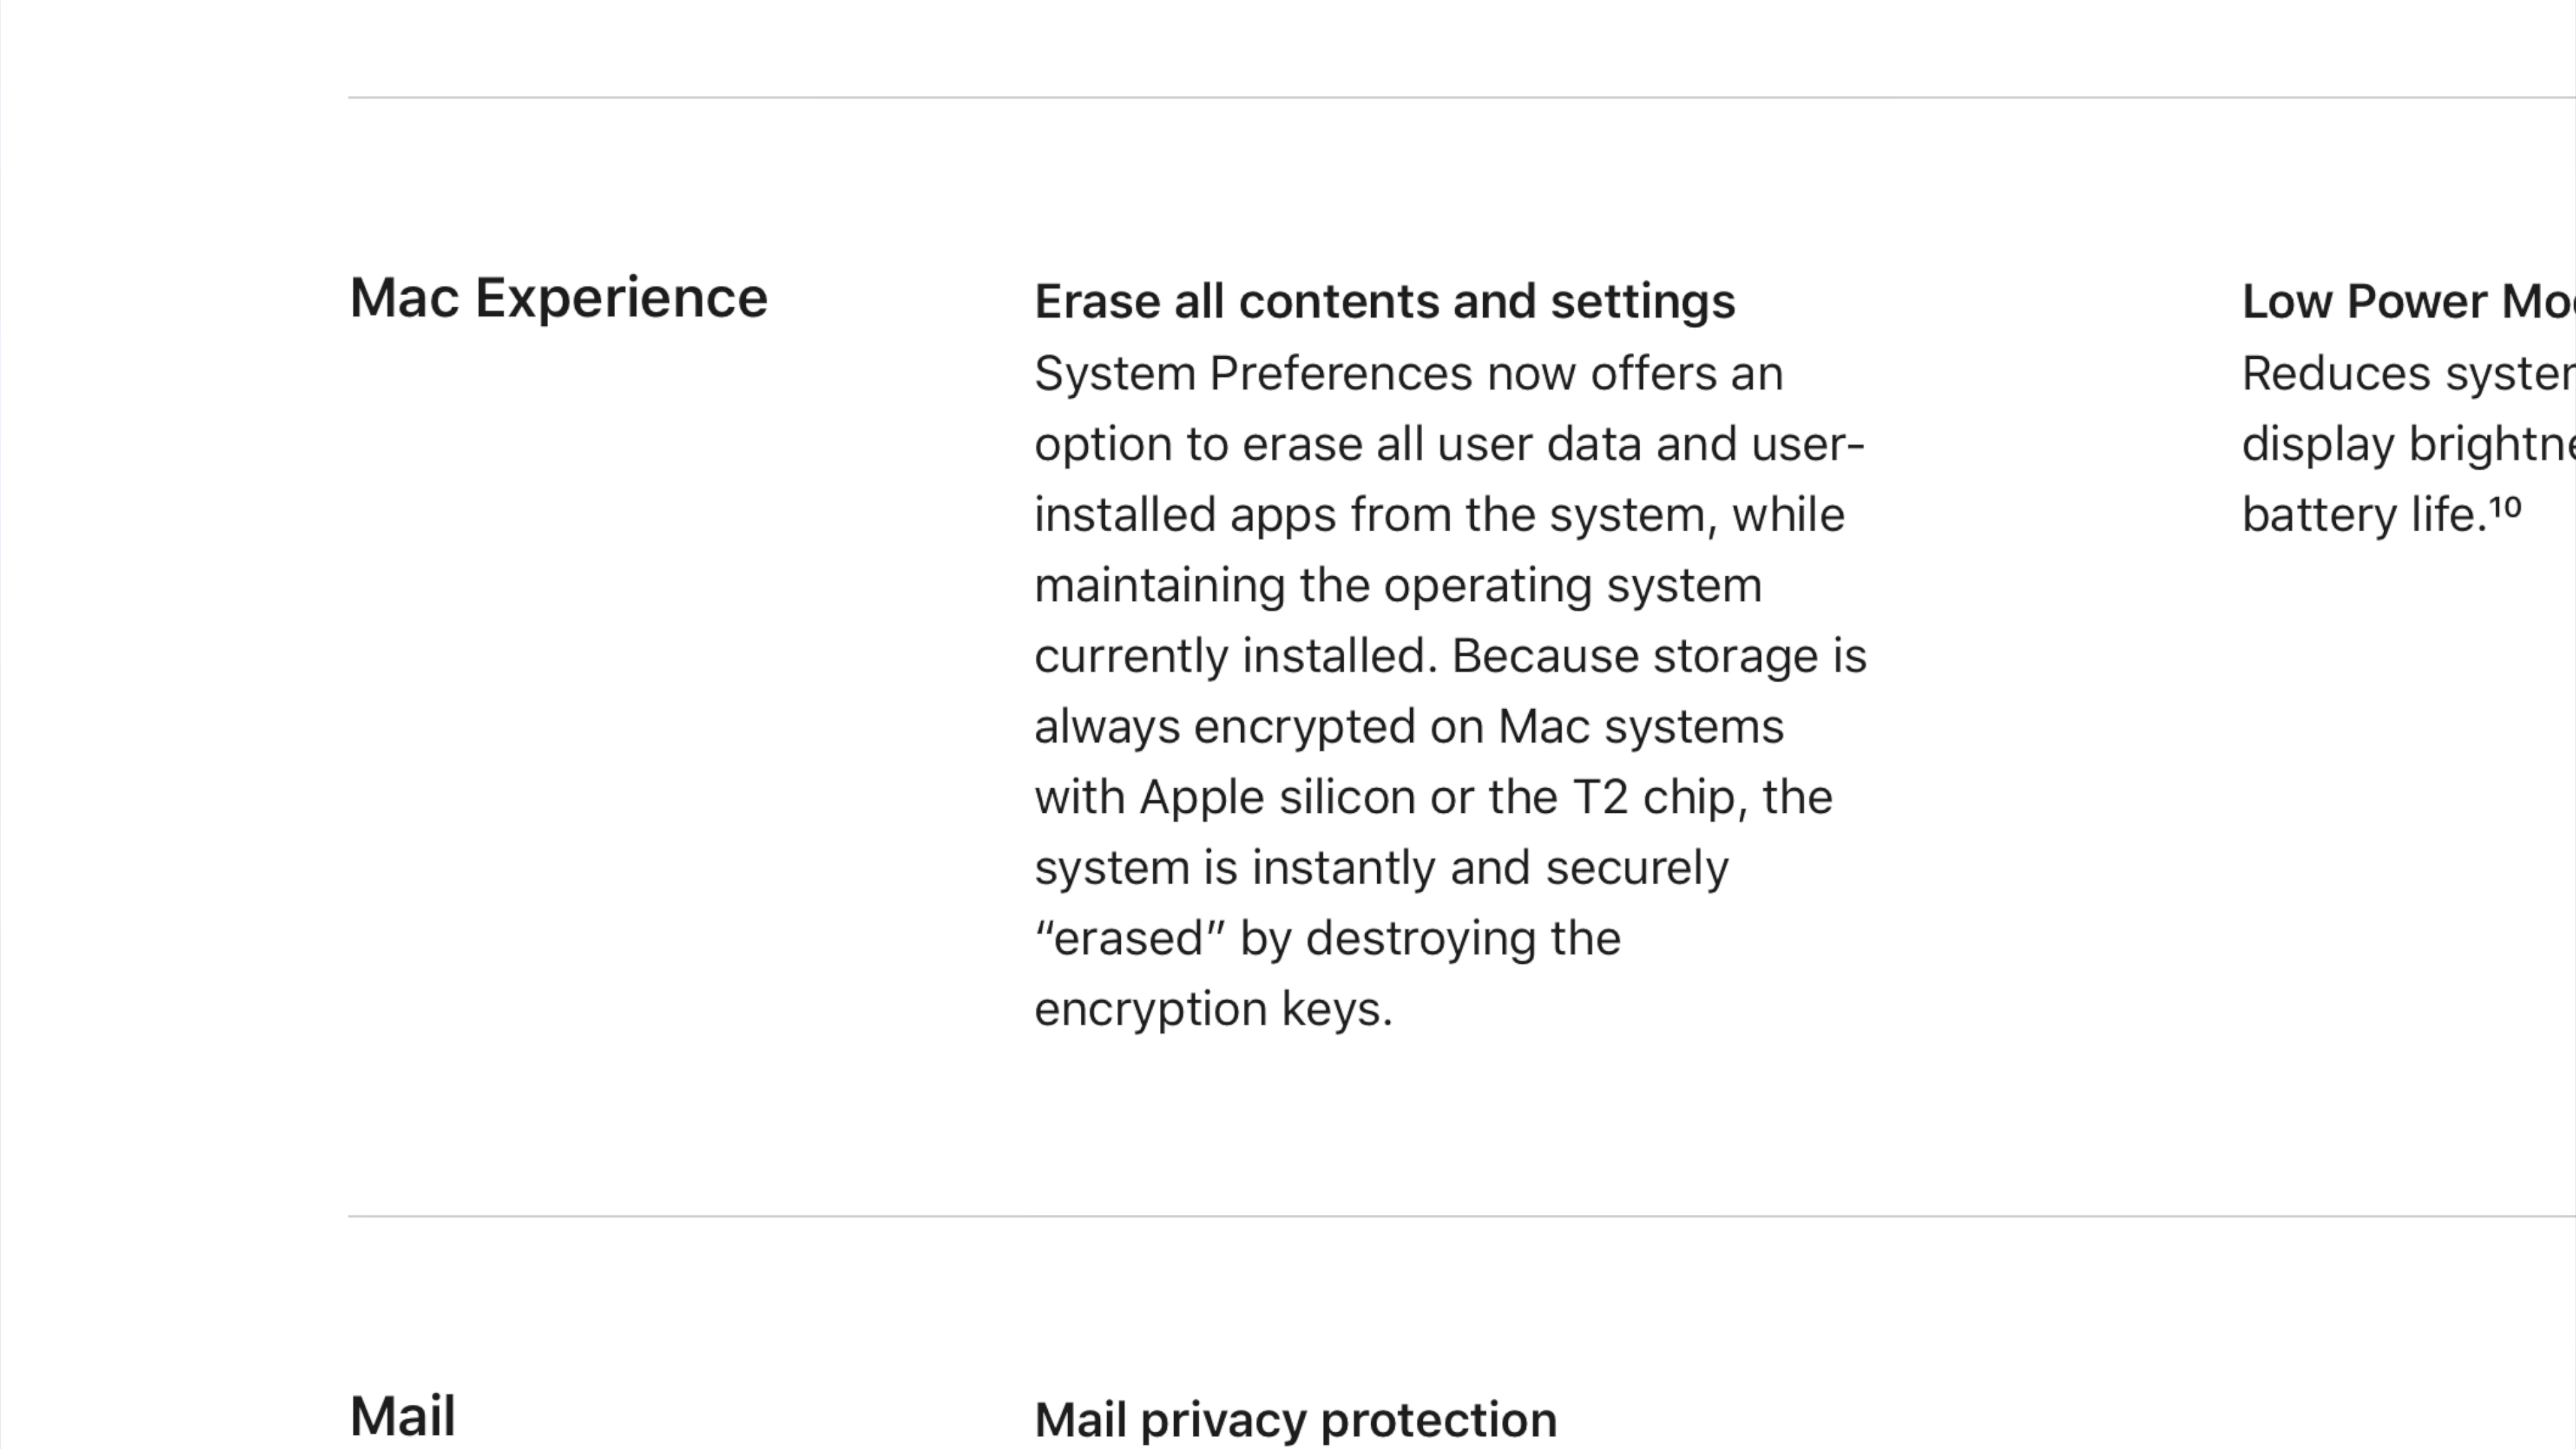 Mac Experience
Erase all contents and settings
System Preferences now offers an
option to erase all user data and user-
installed apps from the system, while
maintaining the operating system
currently installed. Because storage is
always encrypted on Mac systems
with Apple silicon or the T2 chip, the
system is instantly and securely
“erased” by destroying the
encryption keys.
Low Power
Reduces
display
battery life.¹⁰
Mail
Mail privacy protection